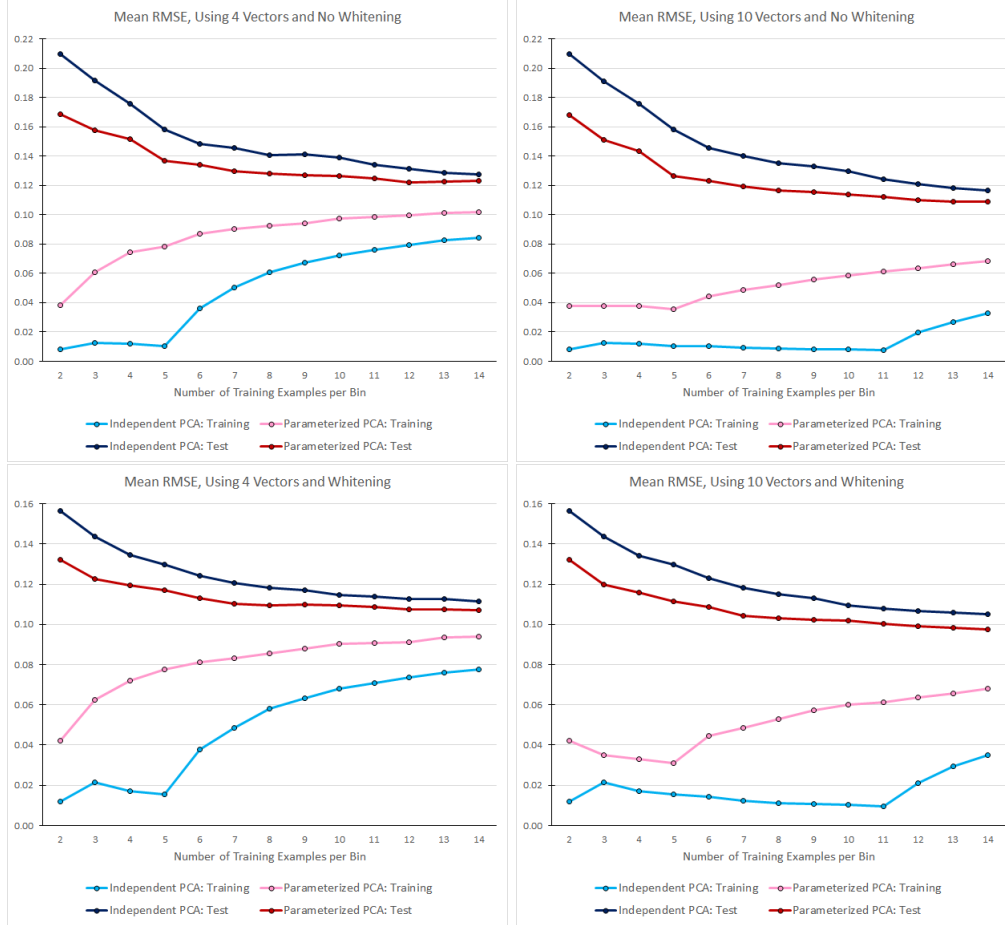 Mean RMSE, Using 4 Vectors and No Whitening
0.22
0.20
0.18
0.16
0.14
0.12
0.10
0.08
0.06
0.04
0.02
0.00
2 3 4 5 6 7 8 9 10 11 12 13 14
Number of Training Examples per Bin
Independent PCA: Training Parameterized PCA: Training
Independent PCA: Test Parameterized PCA: Test
Mean RMSE, Using 10 Vectors and No Whitening
0.22
0.20
0.18
0.16
0.14
0.12
0.10
0.08
0.06
0.04
0.02
0.00
2 3 4 5 6 7 8 9 10 11 12 13 14
Number of Training Examples per Bin
Independent PCA: Training Parameterized PCA: Training
Independent PCA: Test Parameterized PCA: Test
Mean RMSE, Using 4 Vectors and Whitening
0.16
0.14
0.12
0.10
0.08
0.06
0.04
0.02
0.00
2 3 4 5 6 7 8 9 10 11 12 13 14
Number of Training Examples per Bin
Independent PCA: Training Parameterized PCA: Training
Independent PCA: Test Parameterized PCA: Test
Mean RMSE, Using 10 Vectors and Whitening
0.16
0.14
0.12
0.10
0.08
0.06
0.04
0.02
0.00
2 3 4 5 6 7 8 9 10 11 12 13 14
Number of Training Examples per Bin
Independent PCA: Training Parameterized PCA: Training
Independent PCA: Test Parameterized PCA: Test